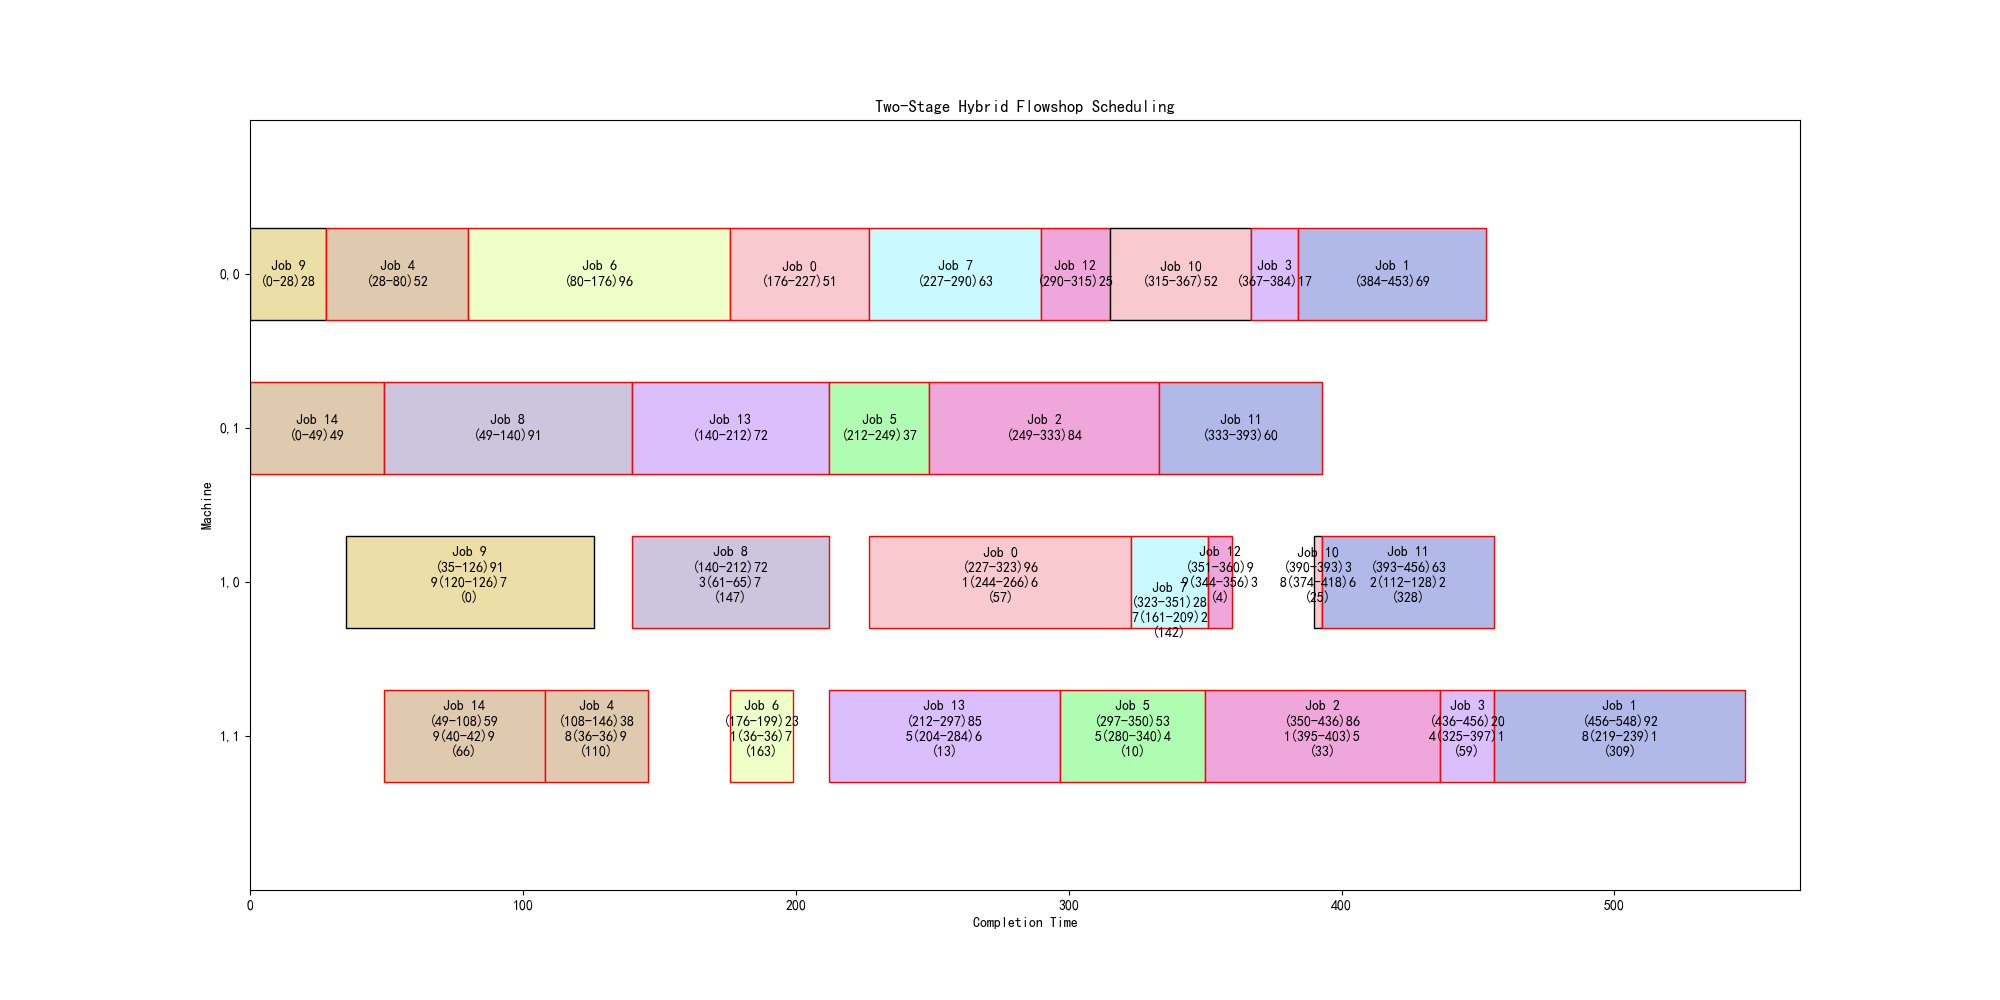 Two-Stage Hybrid Flowshop Scheduling
Machine
0,0
Job 9
(0-28)28
Job 4
(28-80)52
Job 6
(80-176)96
Job 0
(176-227)51
Job 7
(227-290)63
Job 12
(290-315)25
Job 10
(315-367)52
Job 3
(367-384)17
Job 1
(384-453)69
0,1
Job 14
(0-49)49
Job 8
(49-140)91
Job 13
(140-212)72
Job 5
(212-249)37
Job 2
(249-333)84
Job 11
(333-393)60
1,0
Job 9
(35-126)91
9(120-126)7
(0)
Job 8
(140-212)72
3(61-65)7
(147)
Job 0
(227-323)96
1(244-266)6
(57)
Job 7
(323-351)28
7(161-209)2
(142)
Job 12
(351-360)9
9(344-356)3
(4)
Job 10
(390-393)3
8(374-418)6
(25)
Job 11
(393-456)63
2(112-128)2
(328)
1,1
Job 14
(49-108)59
9(40-42)9
(66)
Job 4
(108-146)38
8(36-36)9
(110)
Job 6
(176-199)23
1(36-36)7
(163)
Job 13
(212-297)85
5(204-284)6
(13)
Job 5
(297-350)53
5(280-340)4
(10)
Job 2
(350-436)86
1(395-403)5
(33)
Job 3
(436-456)20
4(325-397)1
(59)
Job 1
(456-548)92
8(219-239)1
(309)
0
100
200
300
400
500
Completion Time